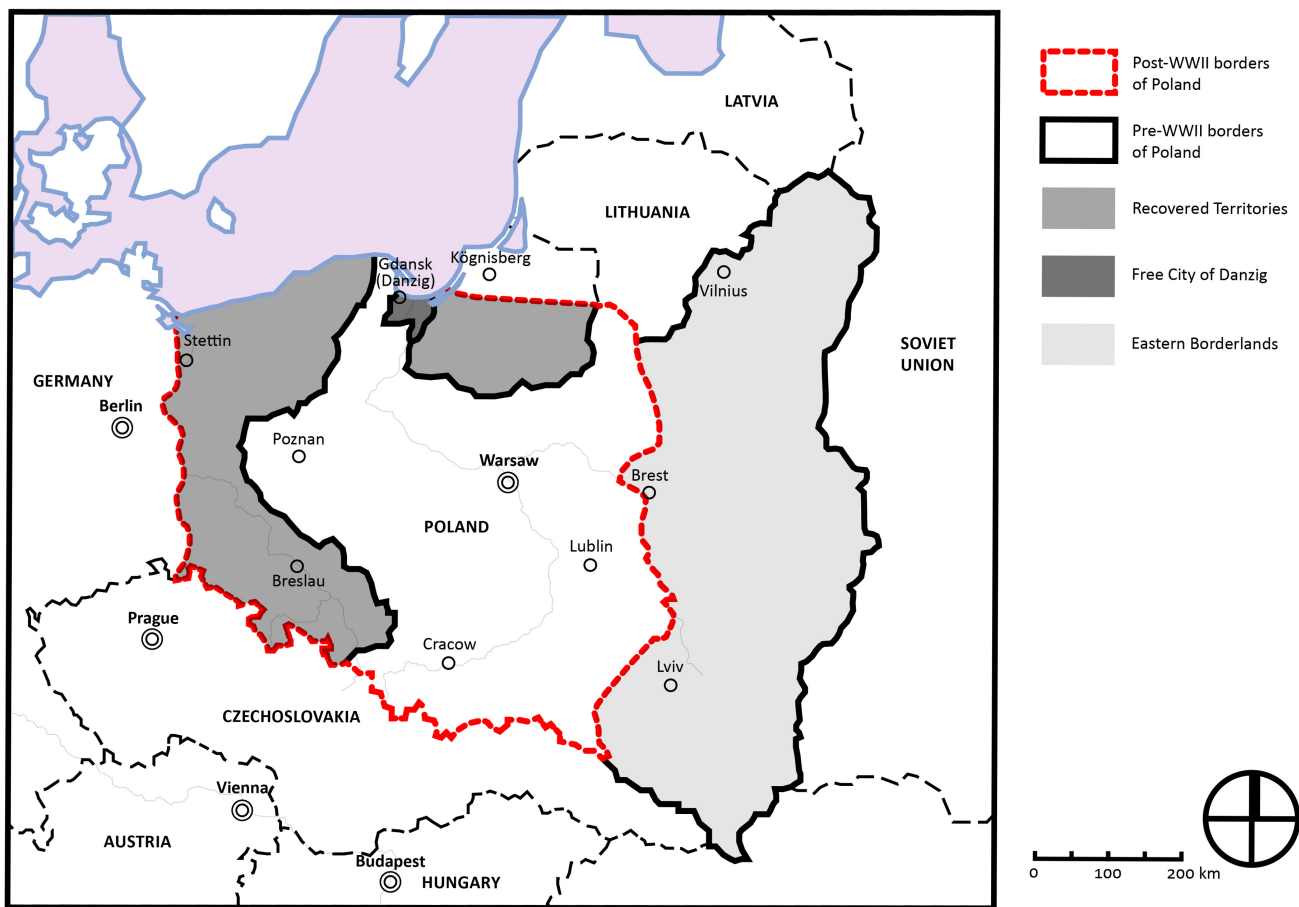 LATVIA
LITHUANIA
Kögnisberg
Gdansk
(Danzig)
Vilnius
SOVIET
UNION
Stettin
GERMANY
Berlin
Poznan
Warsaw
Brest
POLAND
Lublin
Breslau
Prague
Cracow
Lviv
CZECHOSLOVAKIA
Vienna
AUSTRIA
Budapest
HUNGARY
Post-WWII borders
of Poland
Pre-WWII borders
of Poland
Recovered Territories
Free City of Danzig
Eastern Borderlands
0 100 200 km